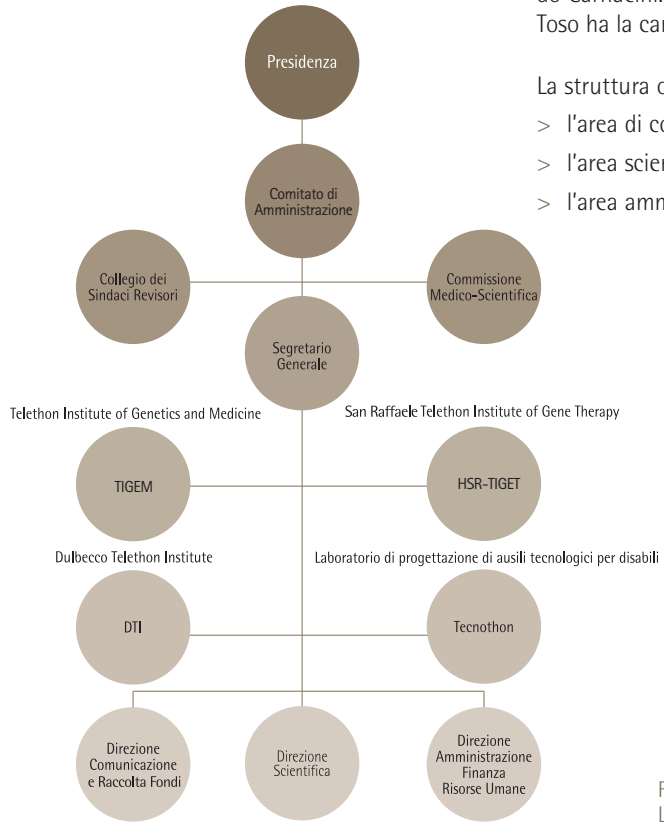 do Carnacini.
Toso ha la car
La struttura c
> l'area di co
> l'area scien
> l'area amn
Presidenza
Comitato di
Amministrazione
Collegio dei
Sindaci Revisori
Commissione
Medico-Scientifica
Segretario
Generale
Telethon Institute of Genetics and Medicine
San Raffaele Telethon Institute of Gene Therapy
TIGEM
HSR-TIGET
Dulbecco Telethon Institute
Laboratorio di progettazione di ausili tecnologici per disabili
DTI
Tecnothon
Direzione
Comunicazione
e Raccolta Fondi
Direzione
Scientifica
Direzione
Amministrazione
Finanza
Risorse Umane